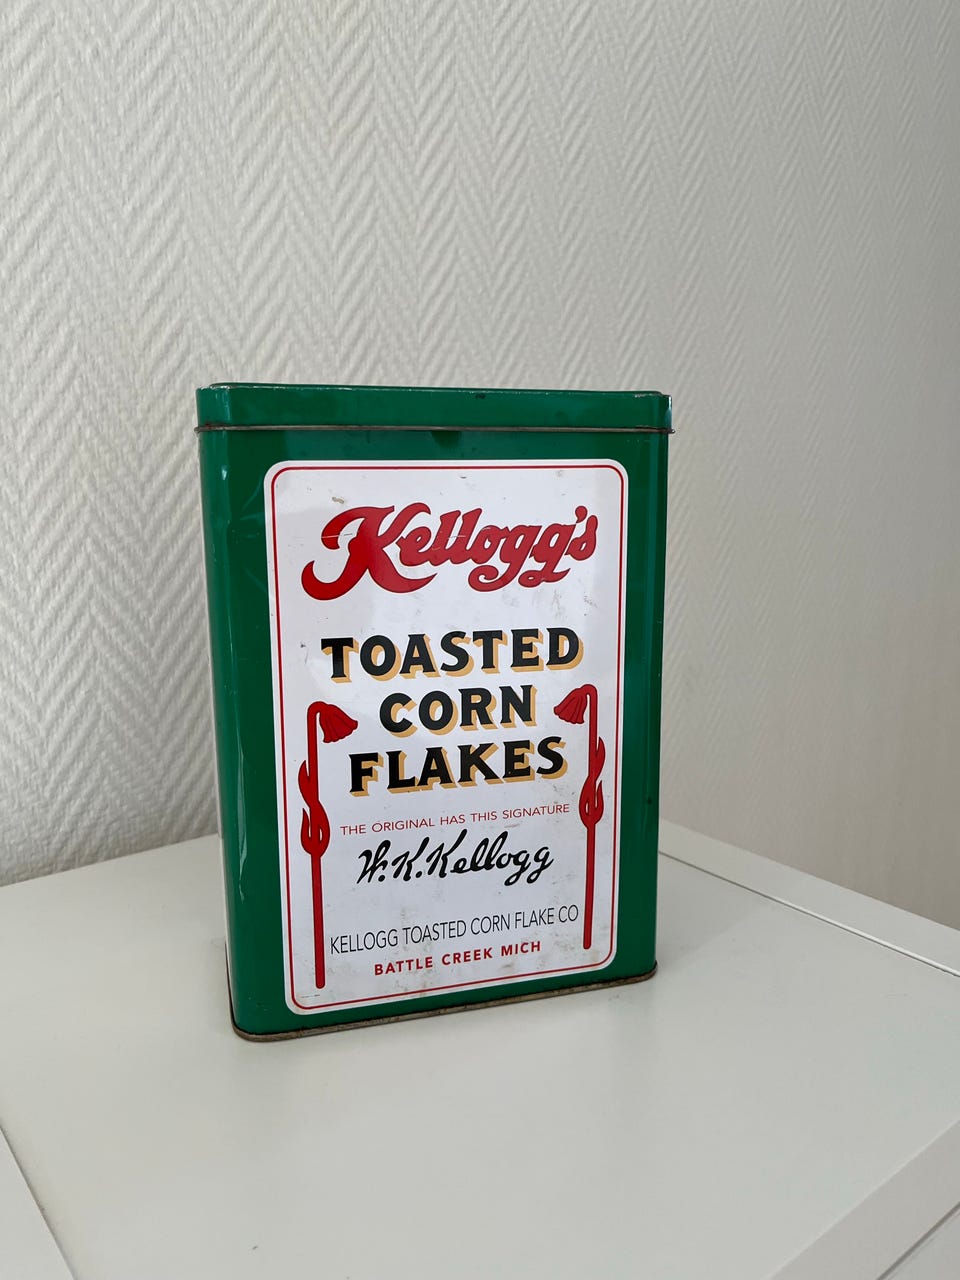 Kellogg's
TOASTED
CORN
FLAKES
THE ORIGINAL HAS THIS SIGNATURE
W.K.Kellogg
KELLOGG TOASTED CORN FLAKE CO
BATTLE CREEK MICH